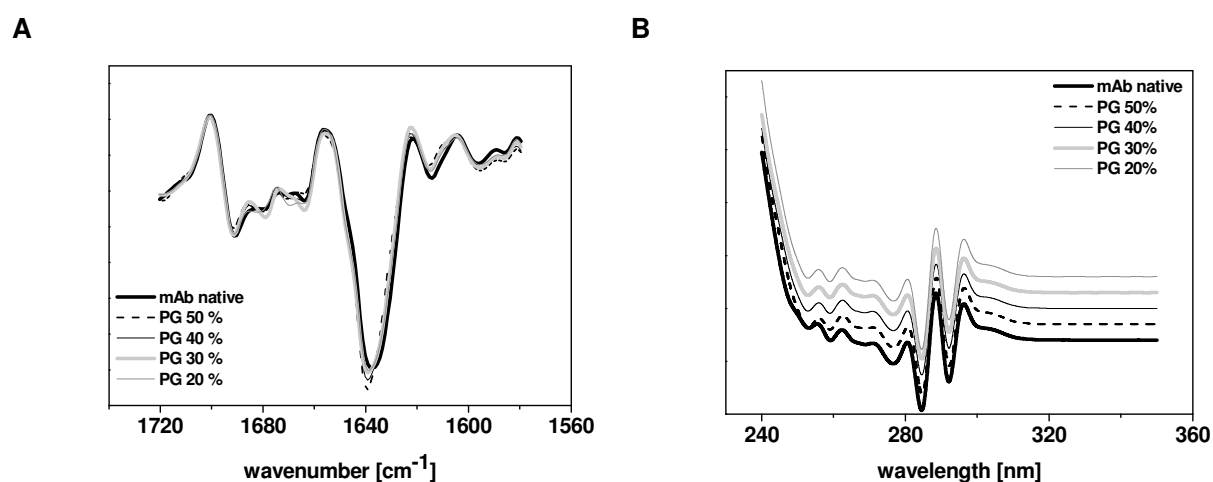 A
mAb native
PG 50 %
PG 40 %
PG 30 %
PG 20 %
1720 1680 1640 1600 1560
wavenumber [cm-1]
B
mAb native
PG 50%
PG 40%
PG 30%
PG 20%
240 280 320 360
wavelength [nm]